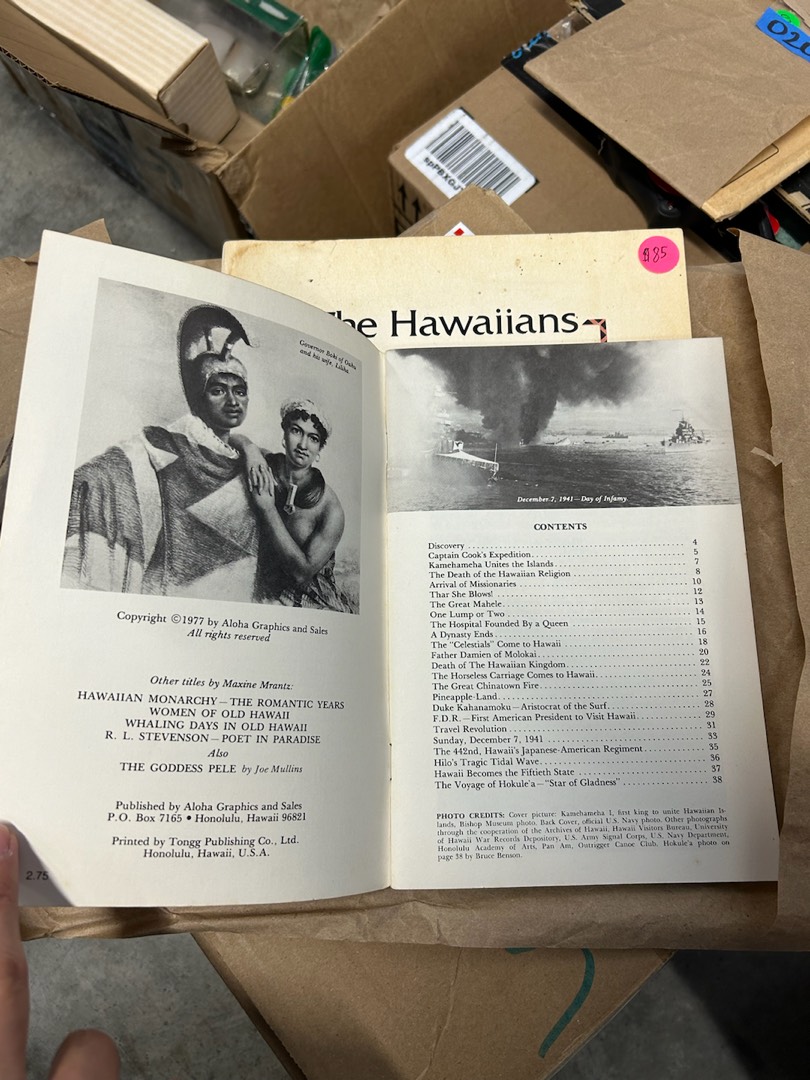 The Hawaiians
Governor Boki of Oahu
and his wife, Liliha.
Copyright ©1977 by Aloha Graphics and Sales
All rights reserved
Other titles by Maxine Mrantz:
HAWAIIAN MONARCHY—THE ROMANTIC YEARS
WOMEN OF OLD HAWAII
WHALING DAYS IN OLD HAWAII
R. L. STEVENSON—POET IN PARADISE
Also
THE GODDESS PELE by Joe Mullins
Published by Aloha Graphics and Sales
P.O. Box 7165 • Honolulu, Hawaii 96821
Printed by Tongg Publishing Co., Ltd.
Honolulu, Hawaii, U.S.A.
2.75
December 7, 1941—Day of Infamy.
CONTENTS
Discovery 4
Captain Cook's Expedition 5
Kamehameha Unites the Islands 7
The Death of the Hawaiian Religion 8
Arrival of Missionaries 10
Thar She Blows! 12
The Great Mahele 13
One Lump or Two 14
The Hospital Founded By a Queen 15
A Dynasty Ends 16
The "Celestials" Come to Hawaii 18
Father Damien of Molokai 20
Death of The Hawaiian Kingdom 22
The Horseless Carriage Comes to Hawaii 24
The Great Chinatown Fire 25
Pineapple-Land 27
Duke Kahanamoku—Aristocrat of the Surf 28
F.D.R.—First American President to Visit Hawaii 29
Travel Revolution 31
Sunday, December 7, 1941 33
The 442nd, Hawaii's Japanese-American Regiment 35
Hilo's Tragic Tidal Wave 36
Hawaii Becomes the Fiftieth State 37
The Voyage of Hokule'a—"Star of Gladness" 38
PHOTO CREDITS: Cover picture: Kamehameha I, first king to unite Hawaiian Is-
lands, Bishop Museum photo. Back Cover, official U.S. Navy photo. Other photographs
through the cooperation of the Archives of Hawaii, Hawaii Visitors Bureau, University
of Hawaii War Records Depository, U.S. Army Signal Corps, U.S. Navy Department,
Honolulu Academy of Arts, Pan Am, Outrigger Canoe Club. Hokule'a photo on
page 38 by Bruce Benson.